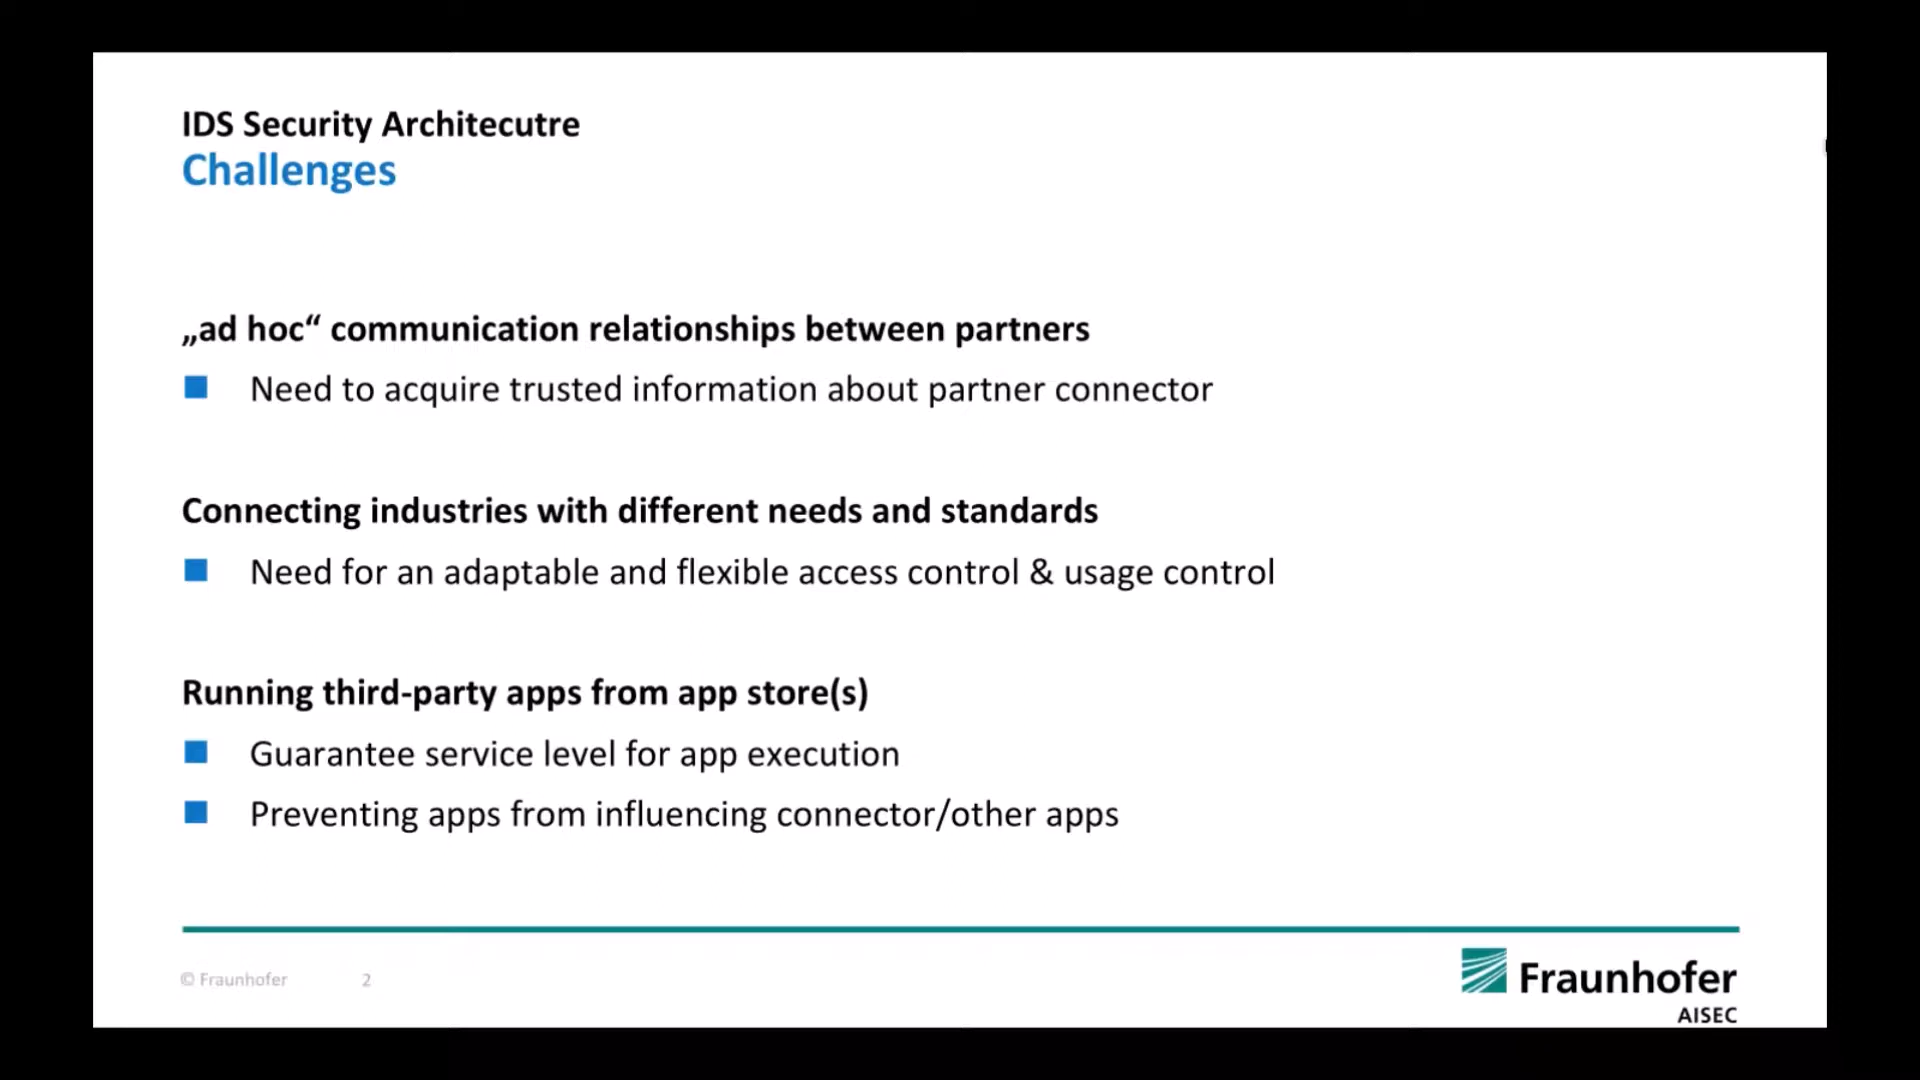 IDS Security Architecutre
Challenges
„ad hoc“ communication relationships between partners
Need to acquire trusted information about partner connector
Connecting industries with different needs and standards
Need for an adaptable and flexible access control & usage control
Running third-party apps from app store(s)
Guarantee service level for app execution
Preventing apps from influencing connector/other apps
© Fraunhofer 2
Fraunhofer
AISEC